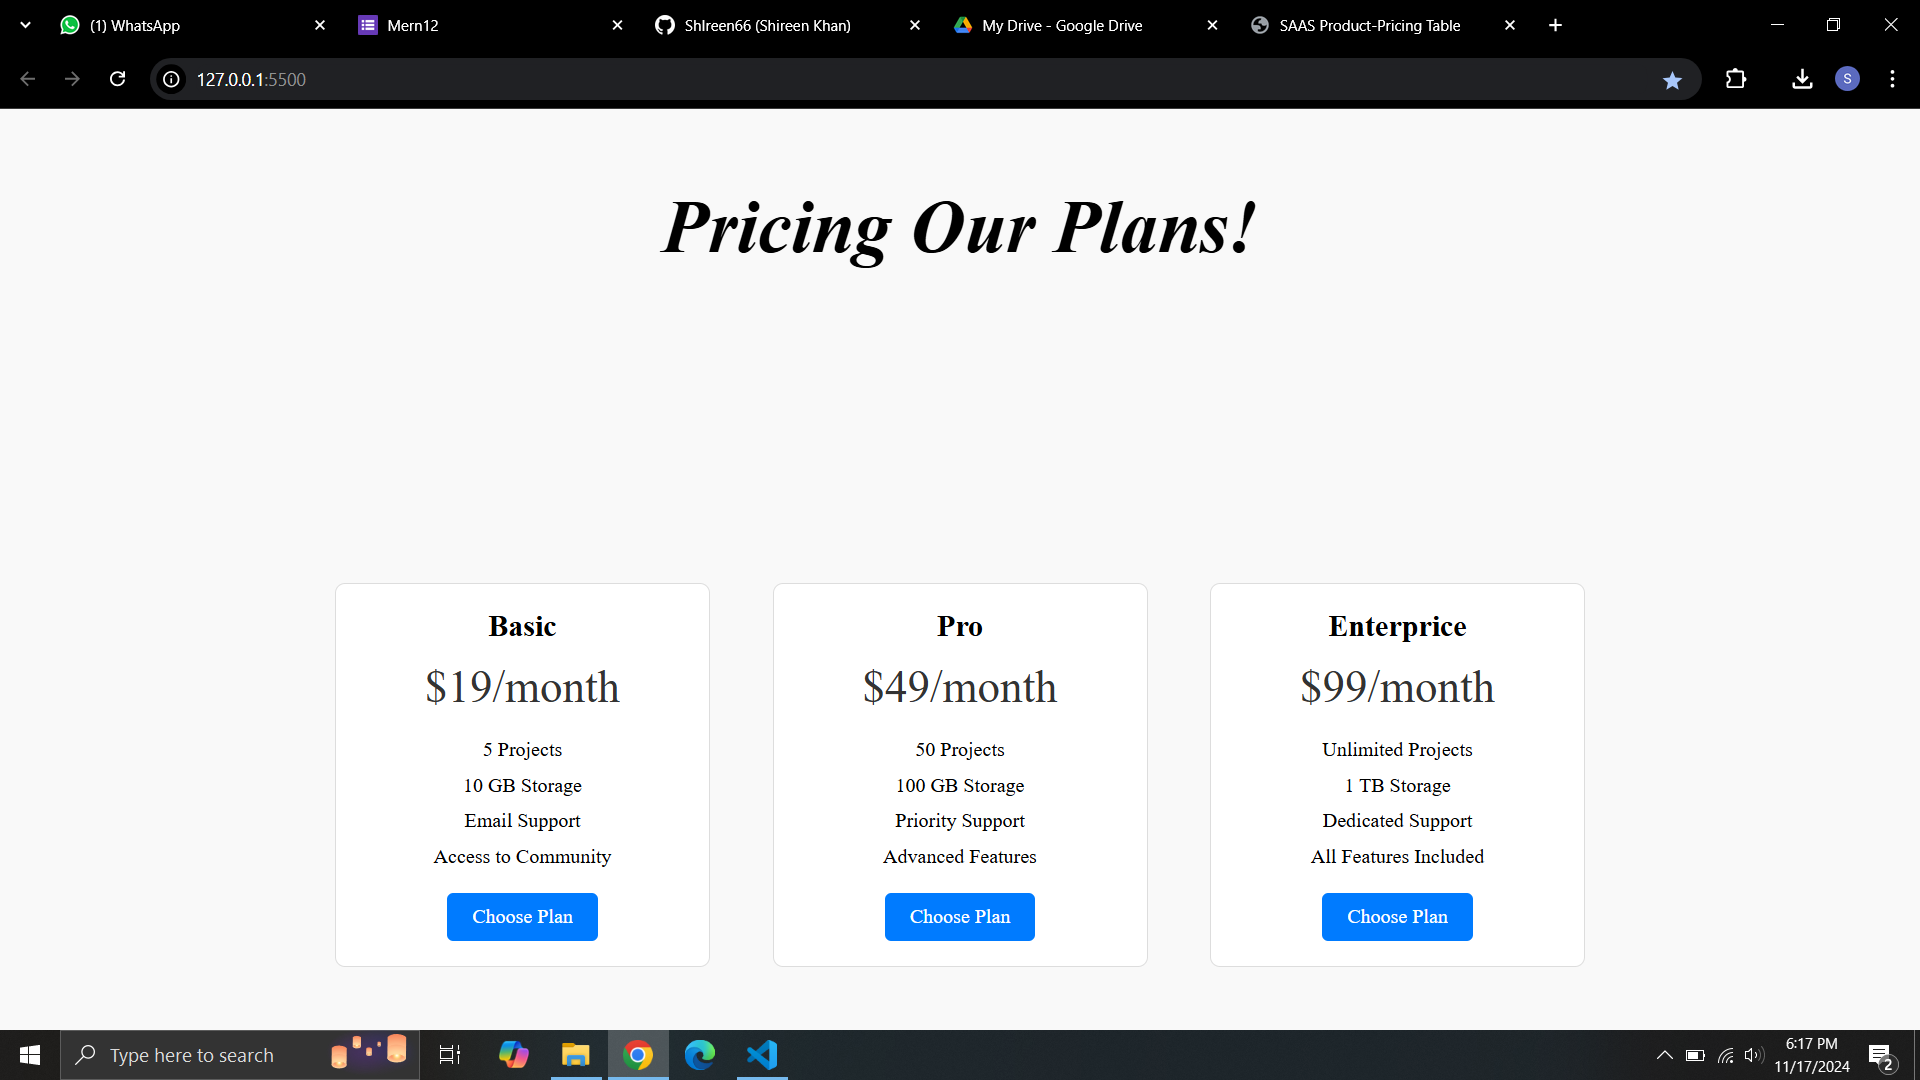 (1) WhatsApp
Mern12
ShIreen66 (Shireen Khan)
My Drive - Google Drive
SAAS Product-Pricing Table
127.0.0.1:5500
S
Pricing Our Plans!
Basic
$19/month
5 Projects
10 GB Storage
Email Support
Access to Community
Choose Plan
Pro
$49/month
50 Projects
100 GB Storage
Priority Support
Advanced Features
Choose Plan
Enterprice
$99/month
Unlimited Projects
1 TB Storage
Dedicated Support
All Features Included
Choose Plan
Type here to search
6:17 PM
11/17/2024
2